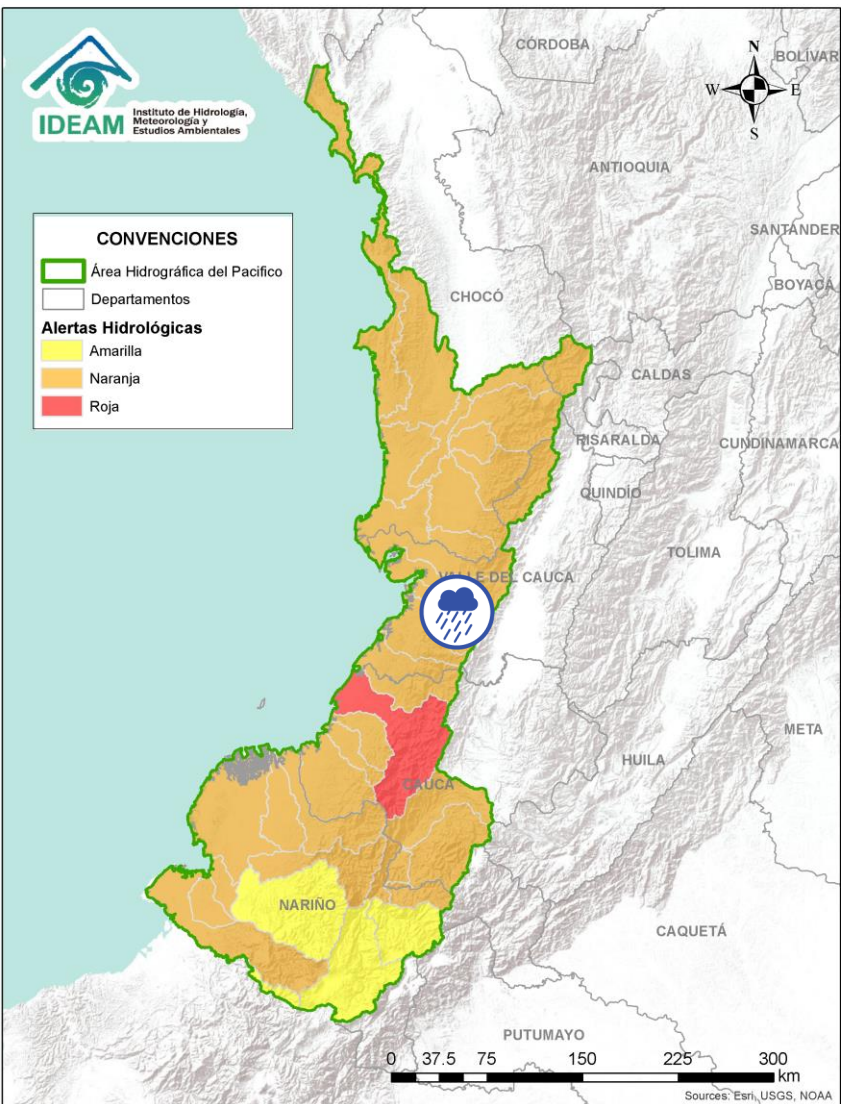 IDEAM
Instituto de Hidrología,
Meteorología y
Estudios Ambientales
CÓRDOBA
BOLÍVAR
N
W
E
S
ANTIOQUIA
SANTANDER
BOYACÁ
CONVENCIONES
Área Hidrográfica del Pacifico
Departamentos
Alertas Hidrológicas
Amarilla
Naranja
Roja
CHOCÓ
CALDAS
RISARALDA
CUNDINAMARCA
QUINDÍO
TOLIMA
VALLE DEL CAUCA
META
HUILA
CAUCA
NARIÑO
CAQUETÁ
PUTUMAYO
0 37.5 75 150 225 300
km
Sources: Esri, USGS, NOAA